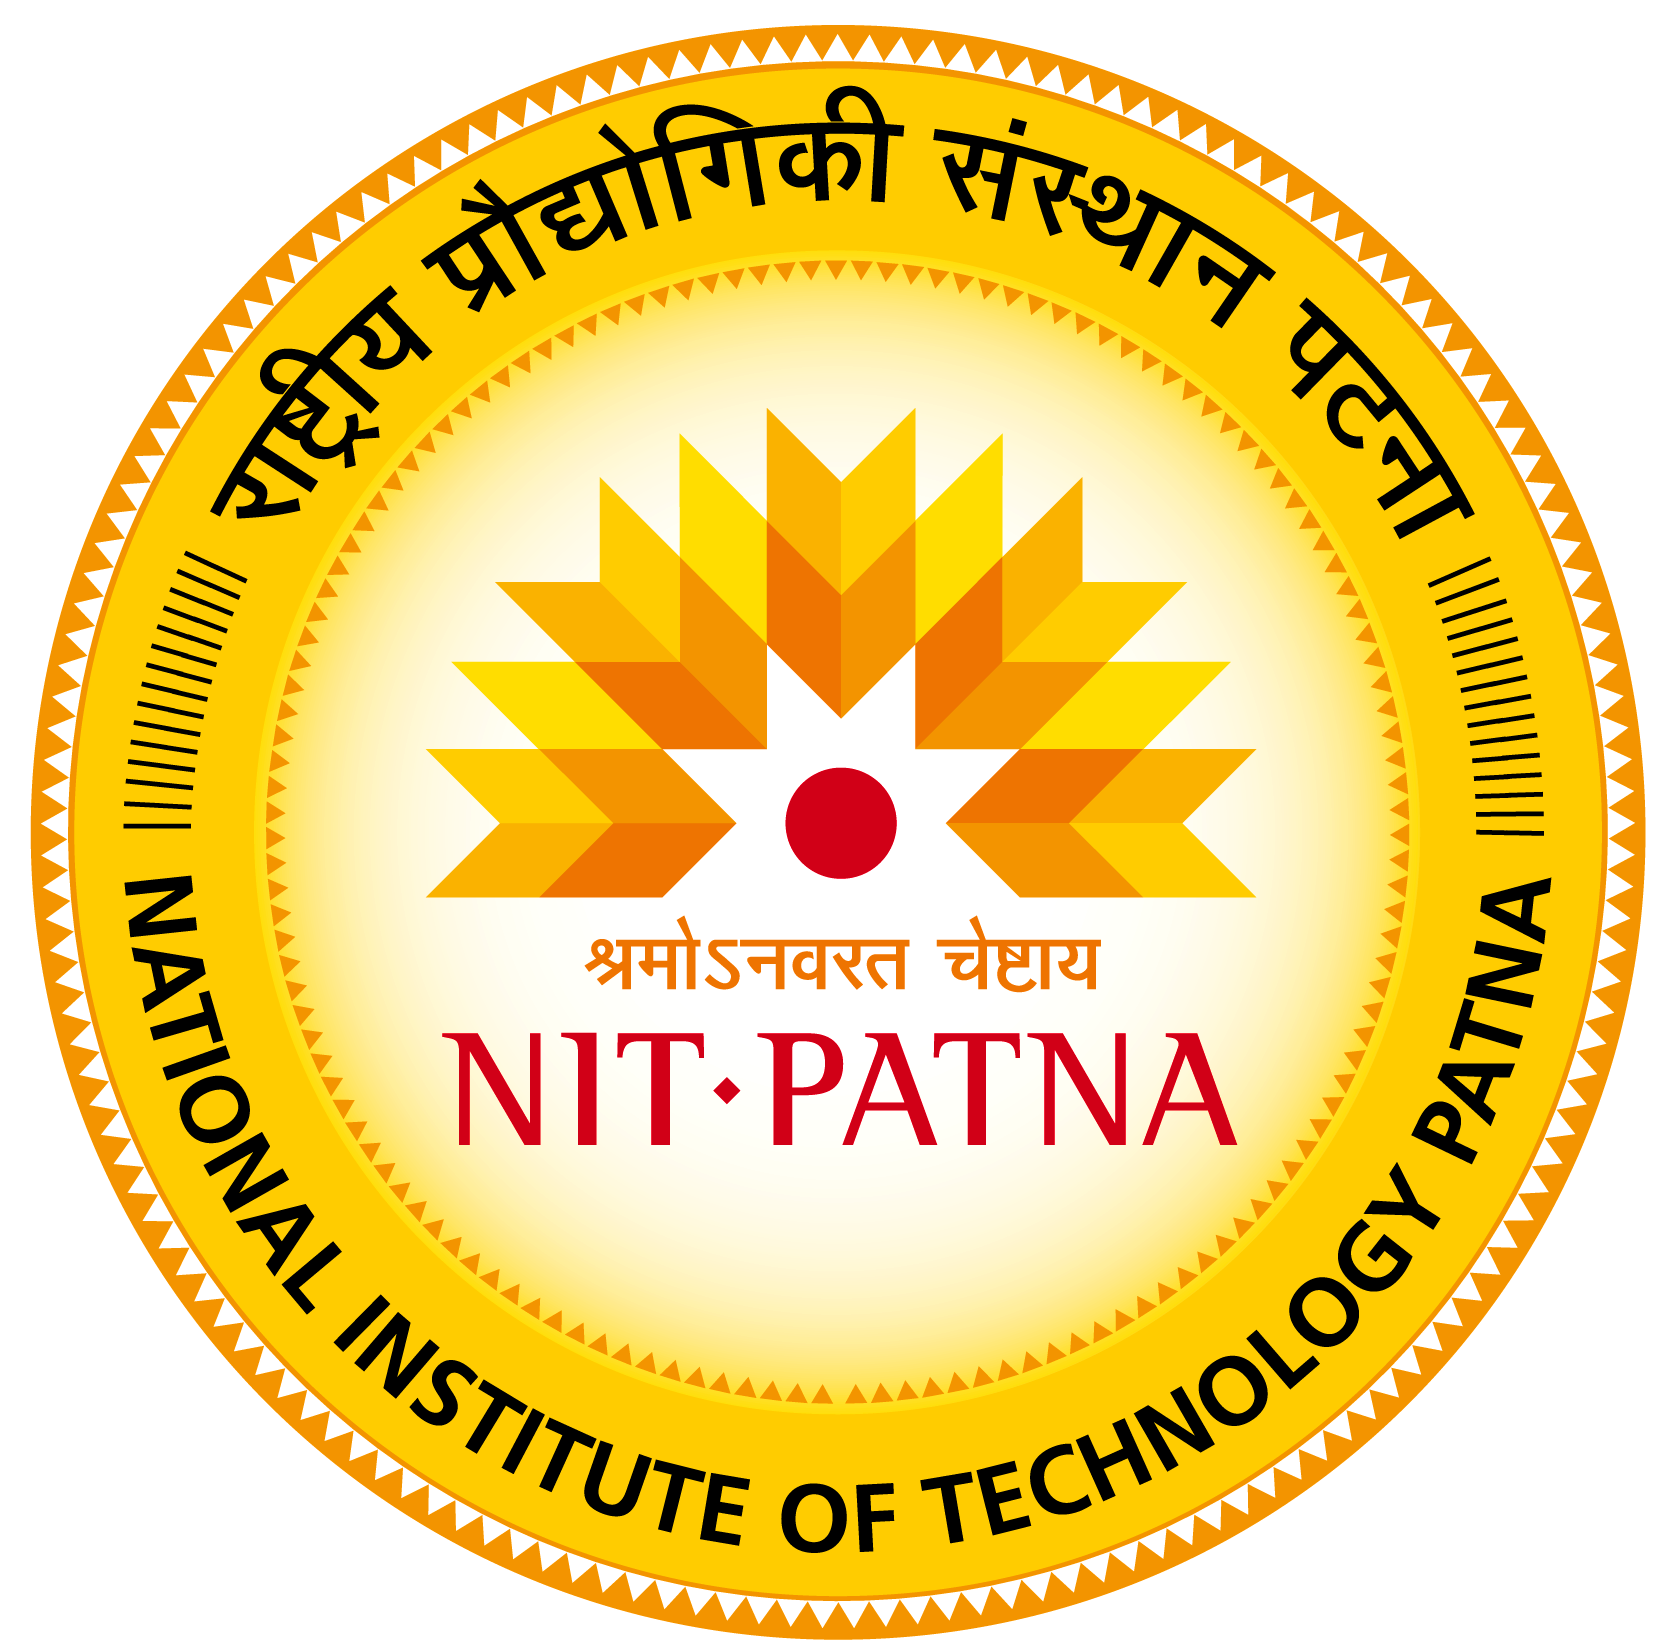 राष्ट्रीय प्रौद्योगिकी संस्थान पटना
श्रमोऽनवरत चेष्टाय
NIT·PATNA
NATIONAL INSTITUTE OF TECHNOLOGY PATNA